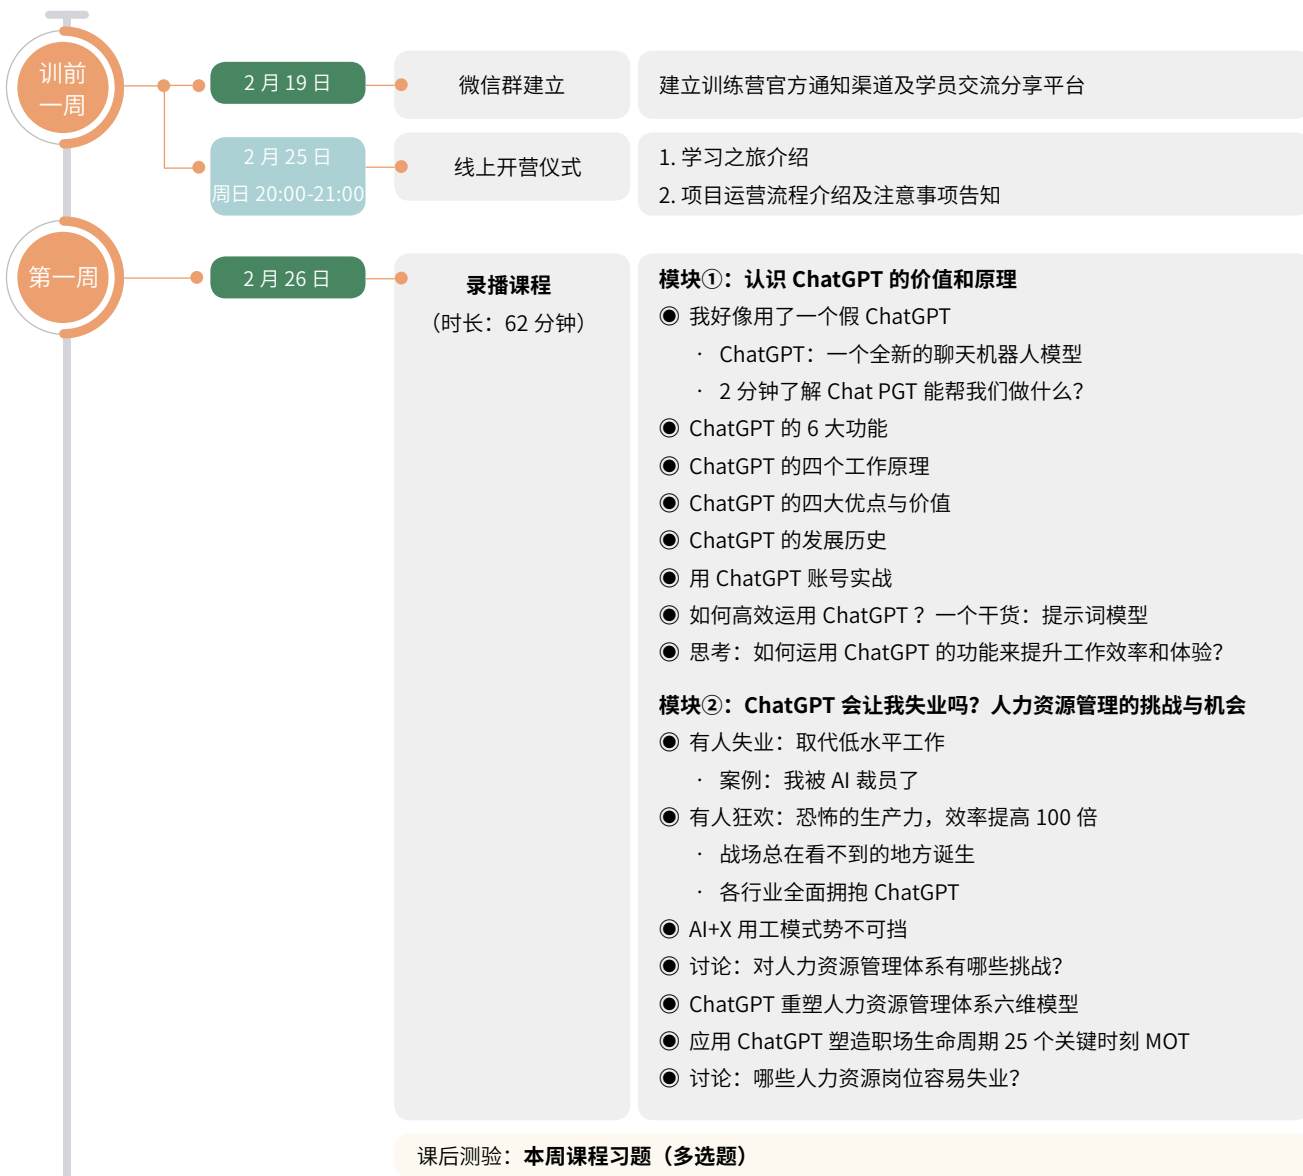 训前
一周
2 月 19 日
微信群建立
建立训练营官方通知渠道及学员交流分享平台
2 月 25 日
周日 20:00-21:00
线上开营仪式
1. 学习之旅介绍
2. 项目运营流程介绍及注意事项告知
第一周
2 月 26 日
录播课程
（时长：62 分钟）
模块①：认识 ChatGPT 的价值和原理
◉ 我好像用了一个假 ChatGPT
· ChatGPT：一个全新的聊天机器人模型
· 2 分钟了解 Chat PGT 能帮我们做什么？
◉ ChatGPT 的 6 大功能
◉ ChatGPT 的四个工作原理
◉ ChatGPT 的四大优点与价值
◉ ChatGPT 的发展历史
◉ 用 ChatGPT 账号实战
◉ 如何高效运用 ChatGPT ？一个干货：提示词模型
◉ 思考：如何运用 ChatGPT 的功能来提升工作效率和体验？
模块②：ChatGPT 会让我失业吗？人力资源管理的挑战与机会
◉ 有人失业：取代低水平工作
· 案例：我被 AI 裁员了
◉ 有人狂欢：恐怖的生产力，效率提高 100 倍
· 战场总在看不到的地方诞生
· 各行业全面拥抱 ChatGPT
◉ AI+X 用工模式势不可挡
◉ 讨论：对人力资源管理体系有哪些挑战？
◉ ChatGPT 重塑人力资源管理体系六维模型
◉ 应用 ChatGPT 塑造职场生命周期 25 个关键时刻 MOT
◉ 讨论：哪些人力资源岗位容易失业？
课后测验：本周课程习题（多选题）